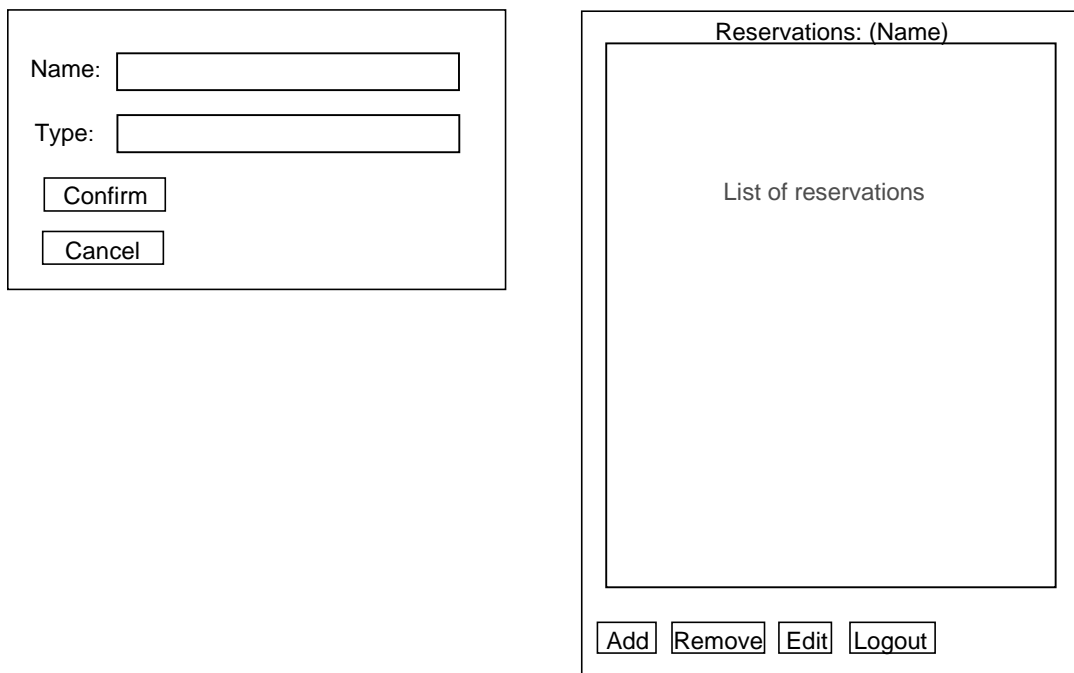 Name:
Type:
Confirm
Cancel
Reservations: (Name)
List of reservations
Add Remove Edit Logout